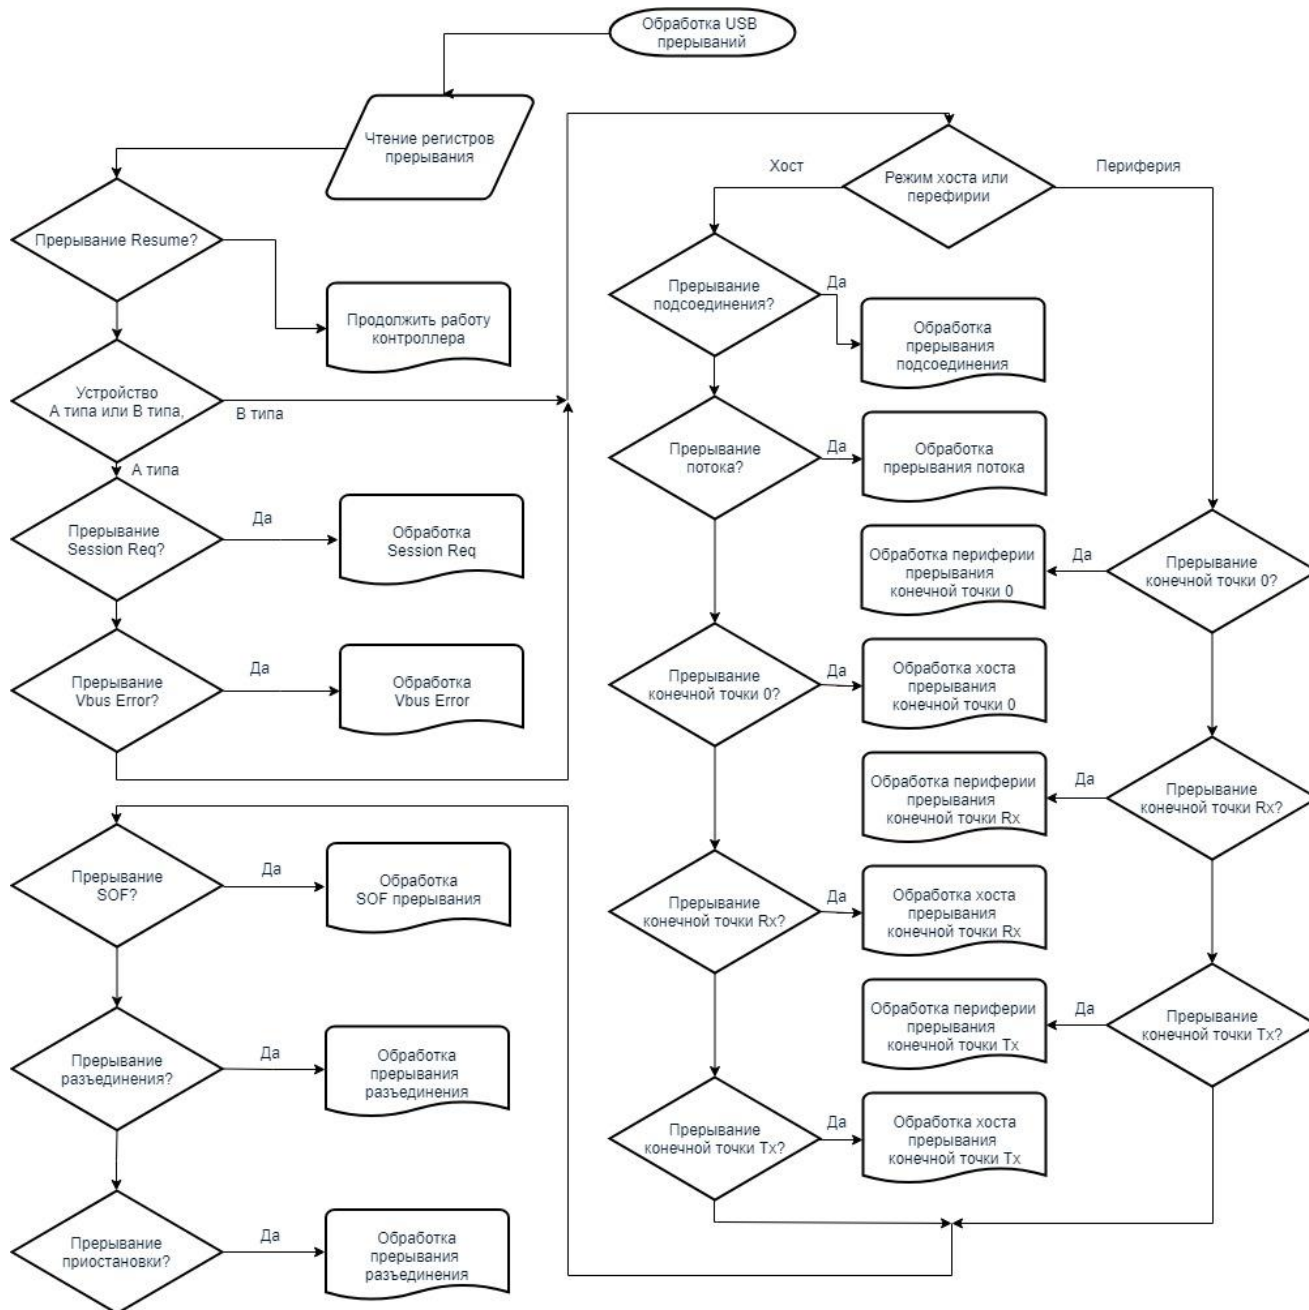 Обработка USB
прерываний
Чтение регистров
прерывания
Прерывание Resume?
Продолжить работу
контроллера
Устройство
А типа или В типа,
В типа
А типа
Прерывание
Session Req?
Да
Обработка
Session Req
Прерывание
Vbus Error?
Да
Обработка
Vbus Error
Режим хоста или
перефирии
Хост
Периферия
Прерывание
подсоединения?
Да
Обработка
прерывания
подсоединения
Прерывание
потока?
Да
Обработка
прерывания потока
Прерывание
конечной точки 0?
Да
Обработка периферии
прерывания
конечной точки 0
Прерывание
конечной точки 0?
Да
Обработка хоста
прерывания
конечной точки 0
Прерывание
конечной точки Rx?
Да
Обработка периферии
прерывания
конечной точки Rx
Прерывание
конечной точки Rx?
Да
Обработка хоста
прерывания
конечной точки Rx
Прерывание
конечной точки Tx?
Да
Обработка периферии
прерывания
конечной точки Tx
Прерывание
конечной точки Tx?
Да
Обработка хоста
прерывания
конечной точки Tx
Прерывание
SOF?
Да
Обработка
SOF прерывания
Прерывание
разъединения?
Да
Обработка
прерывания
разъединения
Прерывание
приостановки?
Да
Обработка
прерывания
разъединения